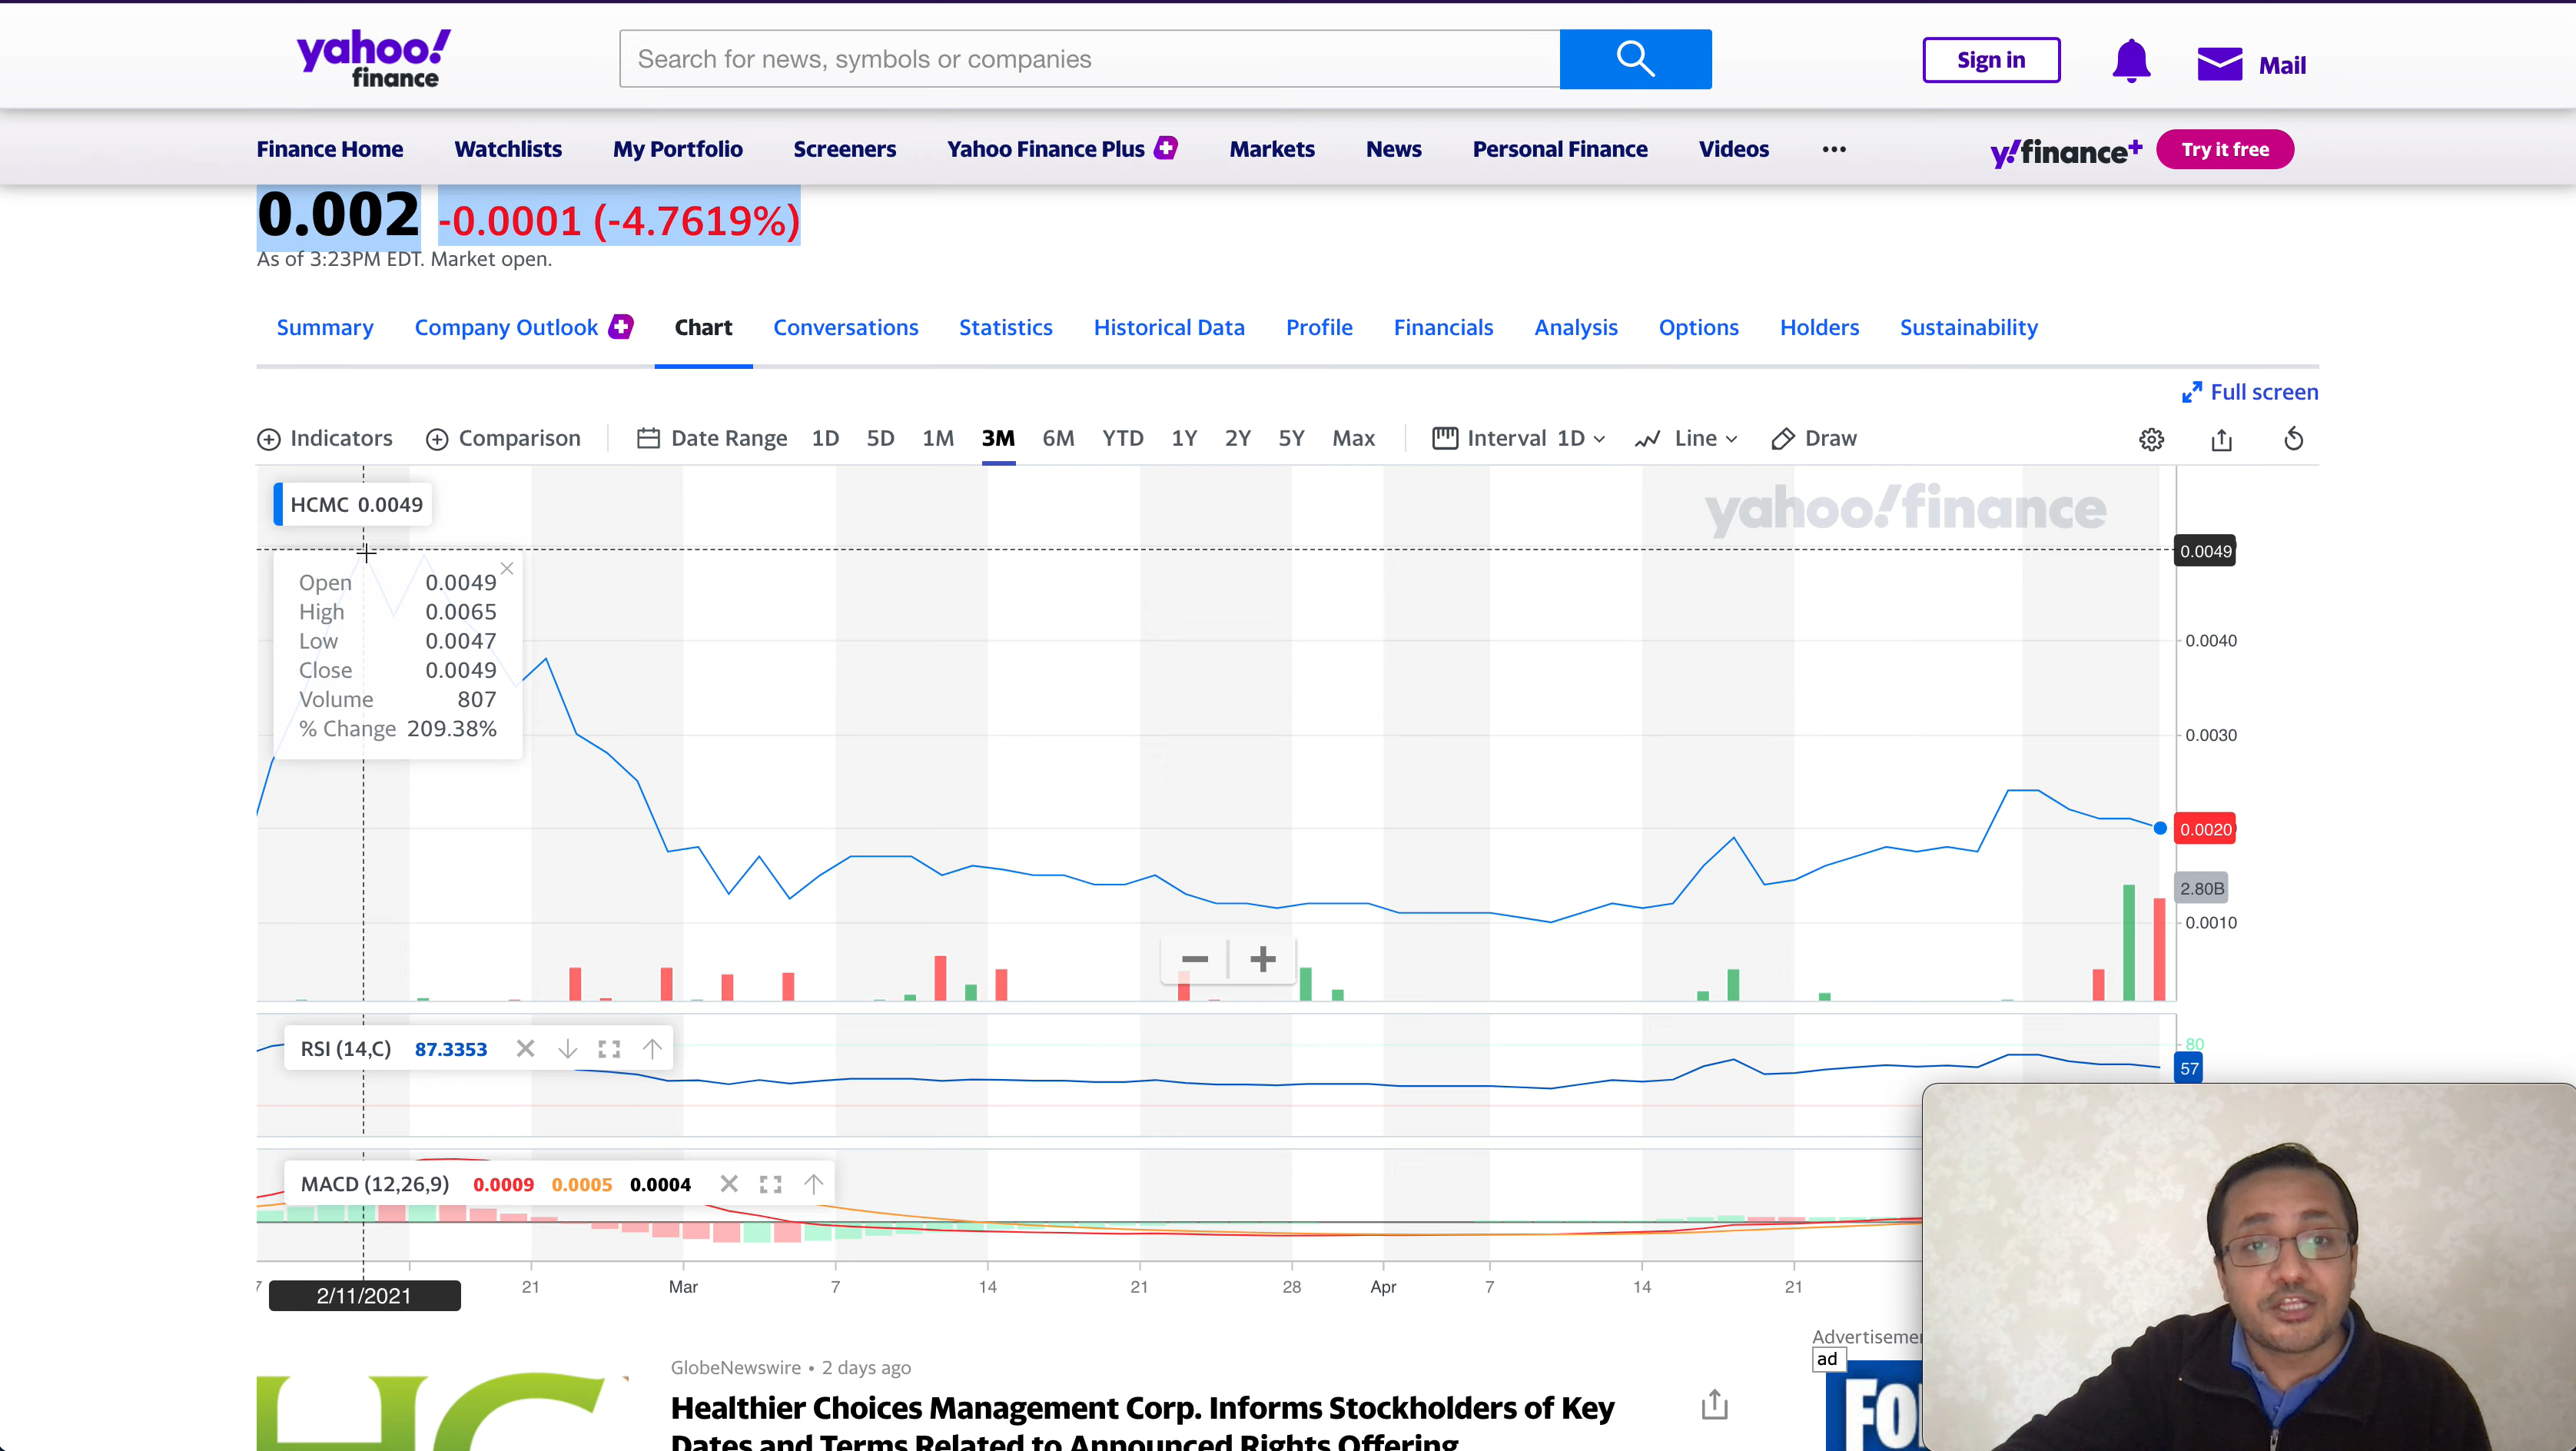 yahoo!
finance
Search for news, symbols or companies
Sign in
Mail
Finance Home Watchlists My Portfolio Screeners Yahoo Finance Plus Markets News Personal Finance Videos ••• y!finance+ Try it free
0.002 -0.0001 (-4.7619%)
As of 3:23PM EDT. Market open.
Summary Company Outlook Chart Conversations Statistics Historical Data Profile Financials Analysis Options Holders Sustainability
Full screen
Indicators Comparison Date Range 1D 5D 1M 3M 6M YTD 1Y 2Y 5Y Max Interval 1D Line Draw
HCMC 0.0049
yahoo!finance
0.0049
Open 0.0049
High 0.0065
Low 0.0047
Close 0.0049
Volume 807
% Change 209.38%
0.0040
0.0030
0.0020
2.80B
0.0010
RSI (14,C) 87.3353
80
57
MACD (12,26,9) 0.0009 0.0005 0.0004
7 21 Mar 7 14 21 28 Apr 7 14 21
2/11/2021
Advertisemen
ad
HC
GlobeNewswire • 2 days ago
Healthier Choices Management Corp. Informs Stockholders of Key
Dates and Terms Related to Announced Rights Offering
FO